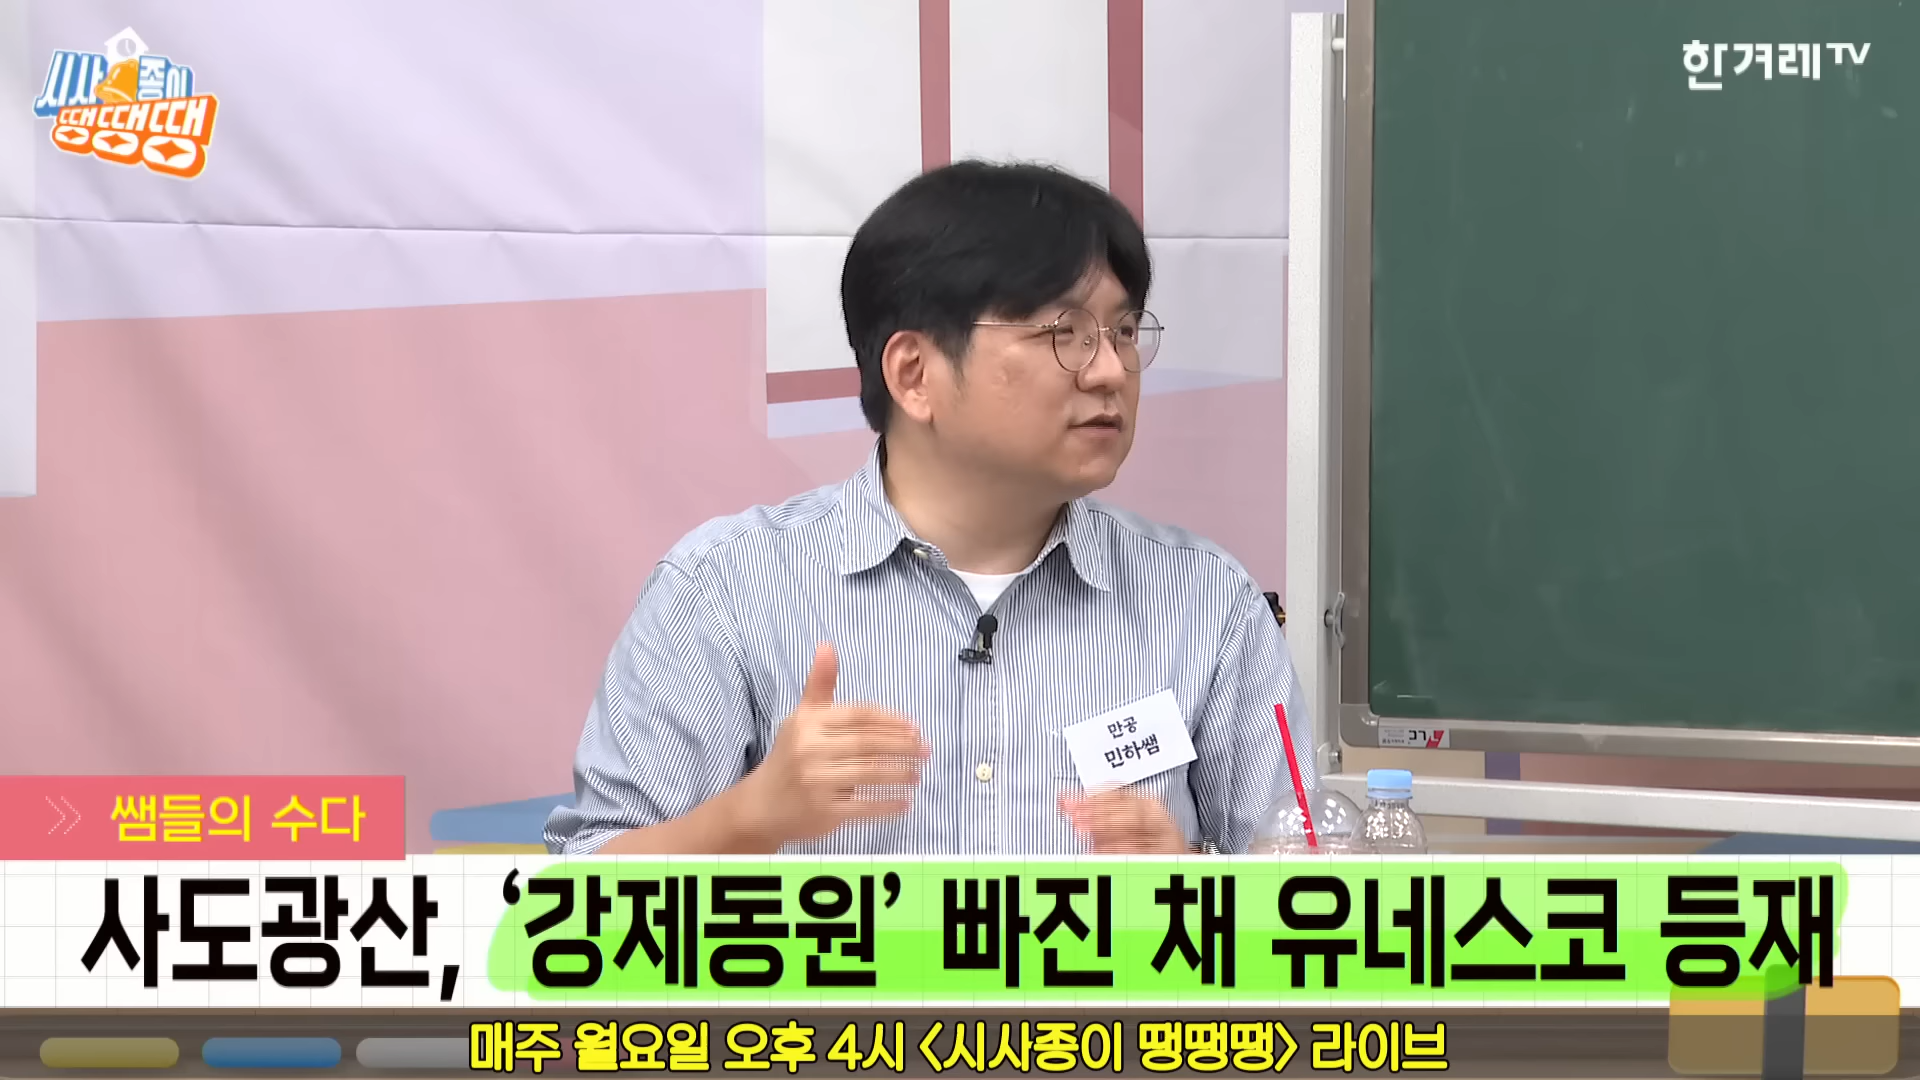 시사종이
땡땡땡
한겨레TV
만공
민하쌤
쌤들의 수다
사도광산, ‘강제동원’ 빠진 채 유네스코 등재
매주 월요일 오후 4시 <시사종이 땡땡땡> 라이브